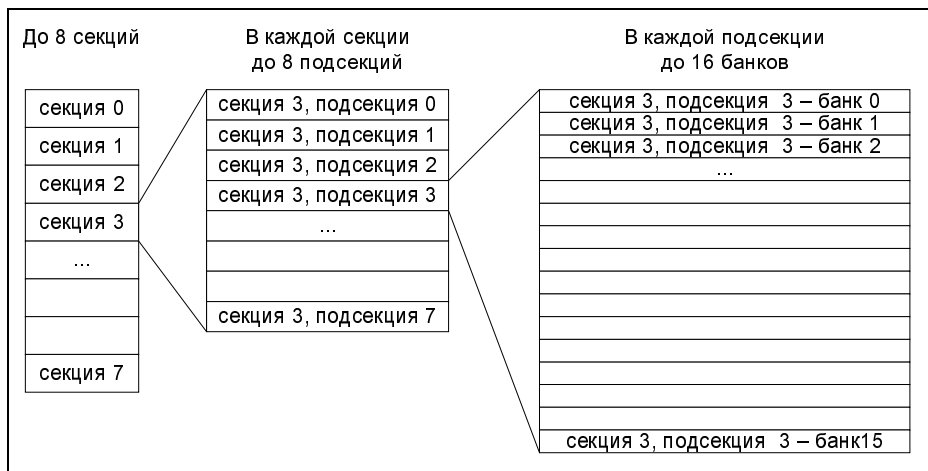 До 8 секций
секция 0
секция 1
секция 2
секция 3
...
секция 7
В каждой секции
до 8 подсекций
секция 3, подсекция 0
секция 3, подсекция 1
секция 3, подсекция 2
секция 3, подсекция 3
...
секция 3, подсекция 7
В каждой подсекции
до 16 банков
секция 3, подсекция 3 – банк 0
секция 3, подсекция 3 – банк 1
секция 3, подсекция 3 – банк 2
...
секция 3, подсекция 3 – банк15